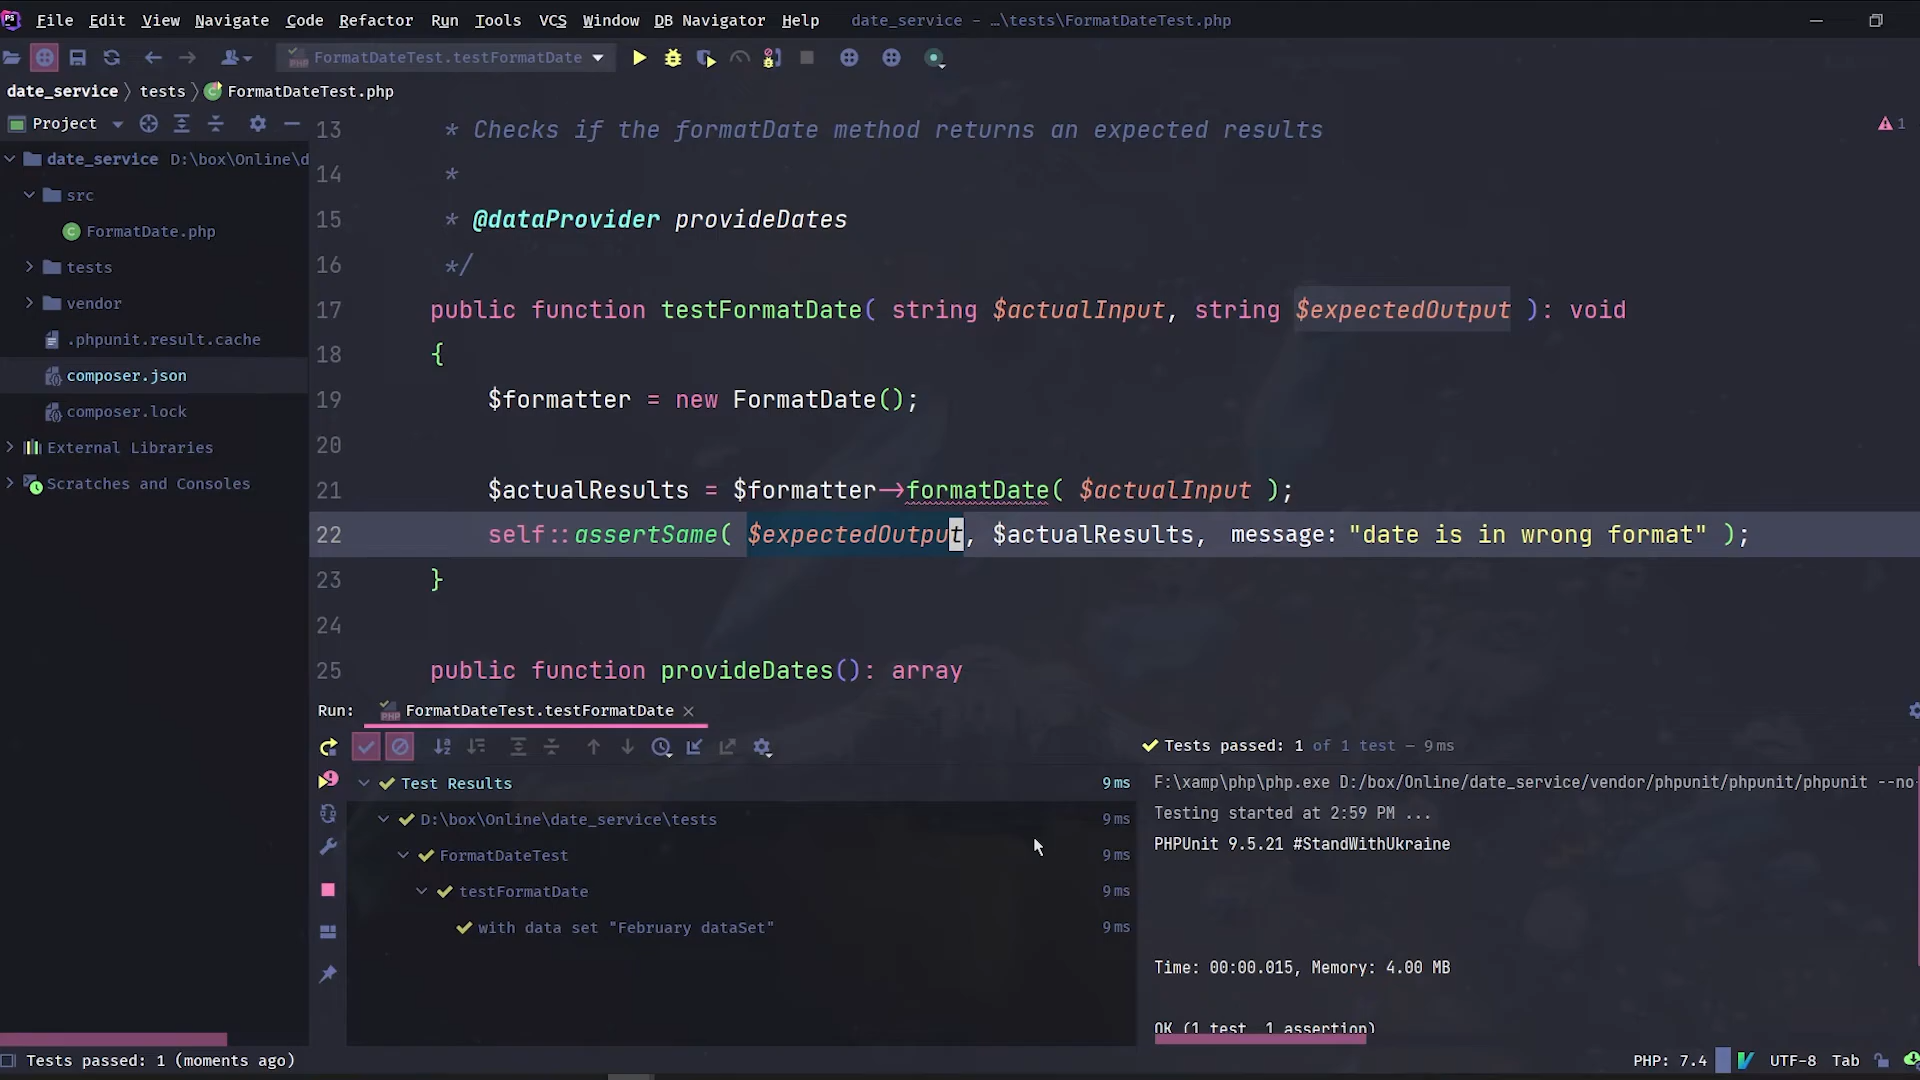 File Edit View Navigate Code Refactor Run Tools VCS Window DB Navigator Help date_service - …\tests\FormatDateTest.php
FormatDateTest.testFormatDate
date_service tests FormatDateTest.php
Project
date_service D:\box\Online\d
src
FormatDate.php
tests
vendor
.phpunit.result.cache
composer.json
composer.lock
External Libraries
Scratches and Consoles
13 * Checks if the formatDate method returns an expected results
1
14 *
15 * @dataProvider provideDates
16 */
17 public function testFormatDate( string $actualInput, string $expectedOutput ): void
18 {
19 $formatter = new FormatDate();
20
21 $actualResults = $formatter->formatDate( $actualInput );
22 self::assertSame( $expectedOutput, $actualResults, message: "date is in wrong format" );
23 }
24
25 public function provideDates(): array
Run: FormatDateTest.testFormatDate
Tests passed: 1 of 1 test – 9 ms
Test Results 9 ms
D:\box\Online\date_service\tests 9 ms
FormatDateTest 9 ms
testFormatDate 9 ms
with data set "February dataSet" 9 ms
F:\xamp\php\php.exe D:/box/Online/date_service/vendor/phpunit/phpunit/phpunit --no-
Testing started at 2:59 PM ...
PHPUnit 9.5.21 #StandWithUkraine
Time: 00:00.015, Memory: 4.00 MB
OK (1 test, 1 assertion)
Tests passed: 1 (moments ago)
PHP: 7.4 UTF-8 Tab